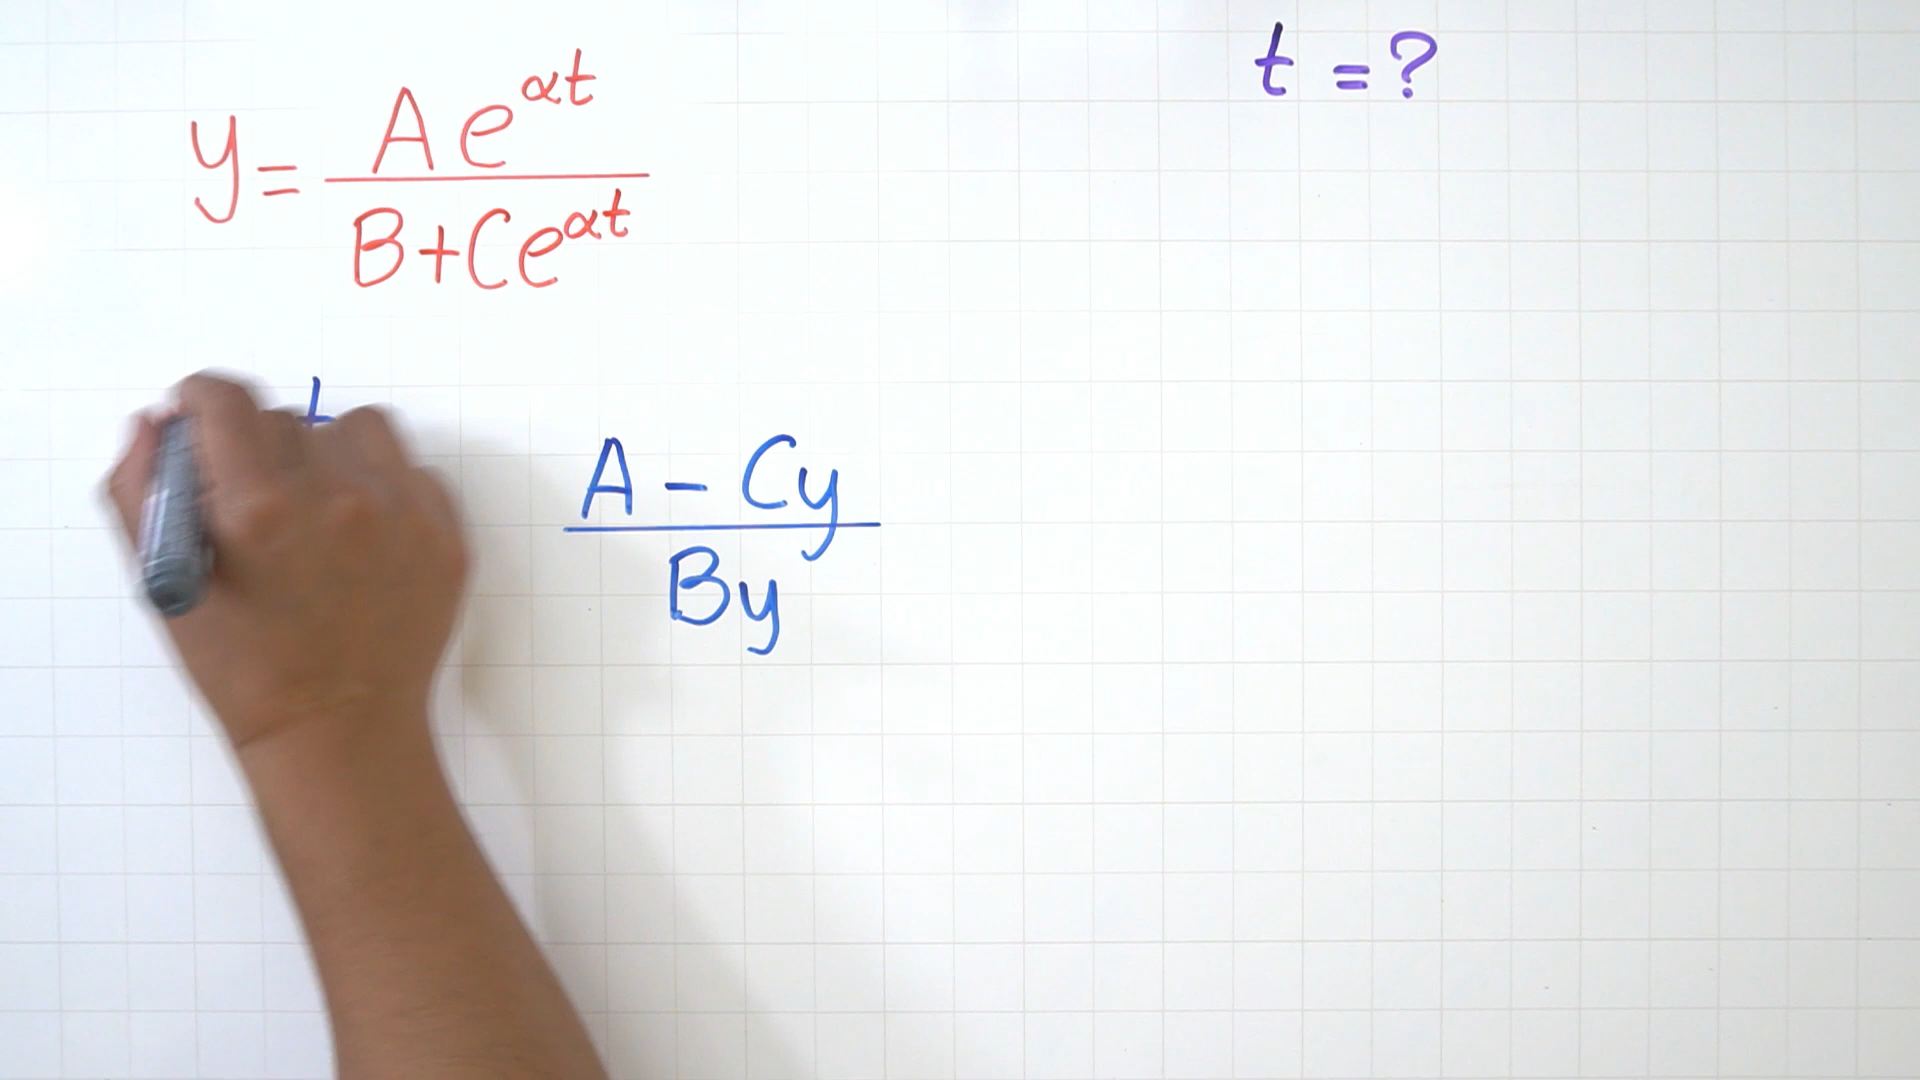 t = ?
y = Ae^{αt} / (B+Ce^{αt})
t
(A - Cy) / By